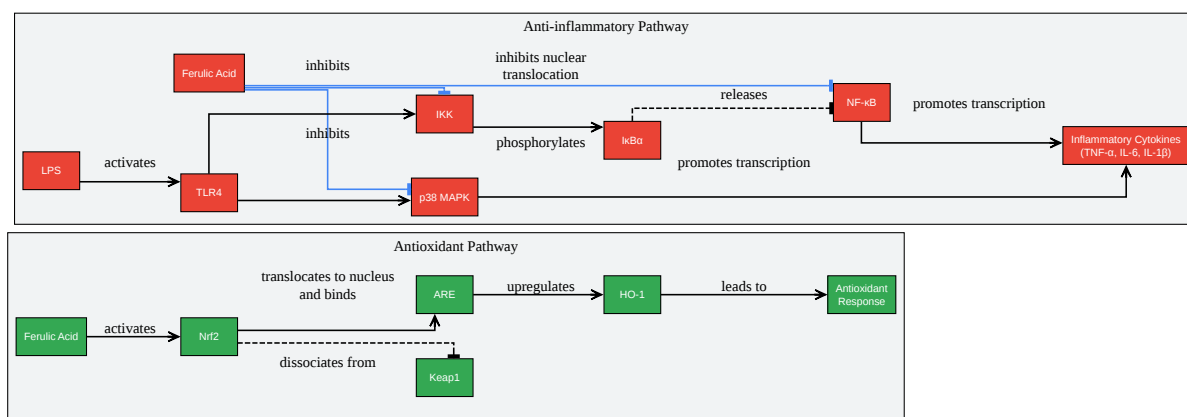 Anti-inflammatory Pathway
Ferulic Acid
inhibits
inhibits nuclear
translocation
releases
NF-κB
promotes transcription
IKK
inhibits
phosphorylates
IκBα
Inflammatory Cytokines
(TNF-α, IL-6, IL-1β)
LPS
activates
TLR4
promotes transcription
p38 MAPK
Antioxidant Pathway
translocates to nucleus
and binds
ARE
upregulates
HO-1
leads to
Antioxidant
Response
Ferulic Acid
activates
Nrf2
dissociates from
Keap1